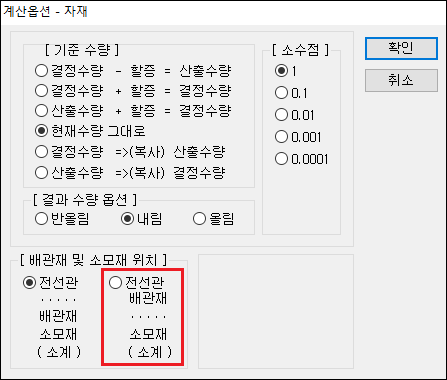 계산옵션 - 자재
[ 기준 수량 ]
결정수량 - 할증 = 산출수량
결정수량 + 할증 = 결정수량
산출수량 + 할증 = 결정수량
현재수량 그대로
결정수량 =>(복사) 산출수량
산출수량 =>(복사) 결정수량
[ 소수점 ]
1
0.1
0.01
0.001
0.0001
확인
취소
[ 결과 수량 옵션 ]
반올림 내림 올림
[ 배관재 및 소모재 위치 ]
전선관
.....
배관재
소모재
( 소계 )
전선관
배관재
.....
소모재
( 소계 )